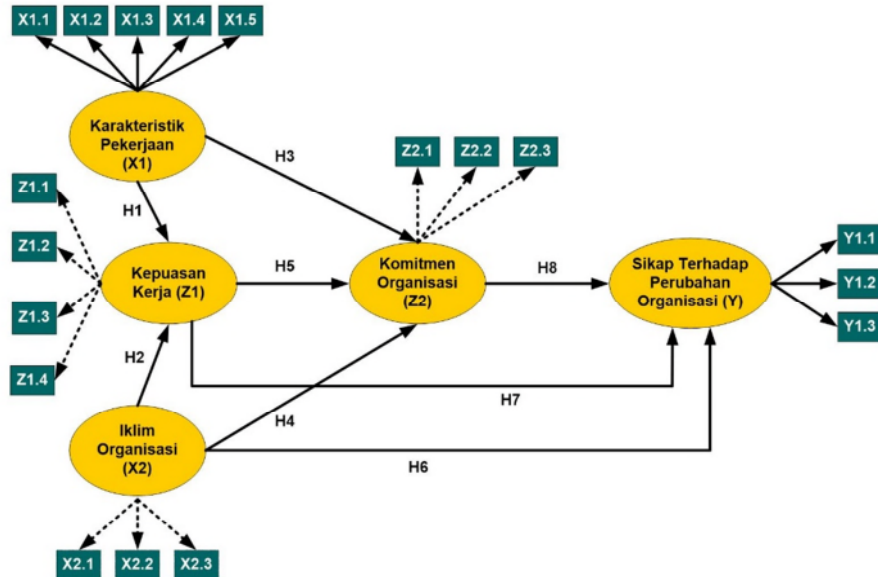 X1.1 X1.2 X1.3 X1.4 X1.5
Karakteristik
Pekerjaan
(X1)
H3
Z2.1 Z2.2 Z2.3
Z1.1
H1
Z1.2
Kepuasan
Kerja (Z1)
H5
Komitmen
Organisasi
(Z2)
H8
Sikap Terhadap
Perubahan
Organisasi (Y)
Y1.1
Y1.2
Y1.3
Z1.3
Z1.4
H2
H7
H4
Iklim
Organisasi
(X2)
H6
X2.1 X2.2 X2.3